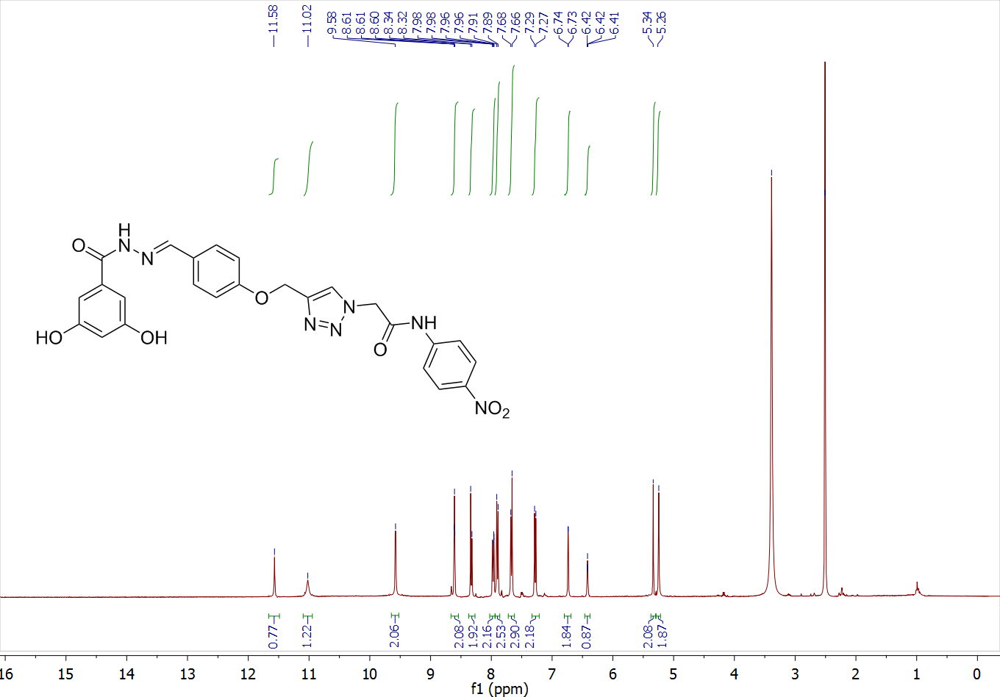 11.58
11.02
9.58
8.61
8.61
8.60
8.34
8.32
7.98
7.98
7.96
7.96
7.91
7.89
7.68
7.66
7.29
7.27
6.74
6.73
6.42
6.42
6.41
5.34
5.26
H
O
N
N
O
HO
OH
N
N
N
O
NH
NO2
0.77
1.22
2.06
2.08
1.92
2.16
2.53
2.90
2.18
1.84
0.87
2.08
1.87
16 15 14 13 12 11 10 9 8 7 6 5 4 3 2 1 0
f1 (ppm)